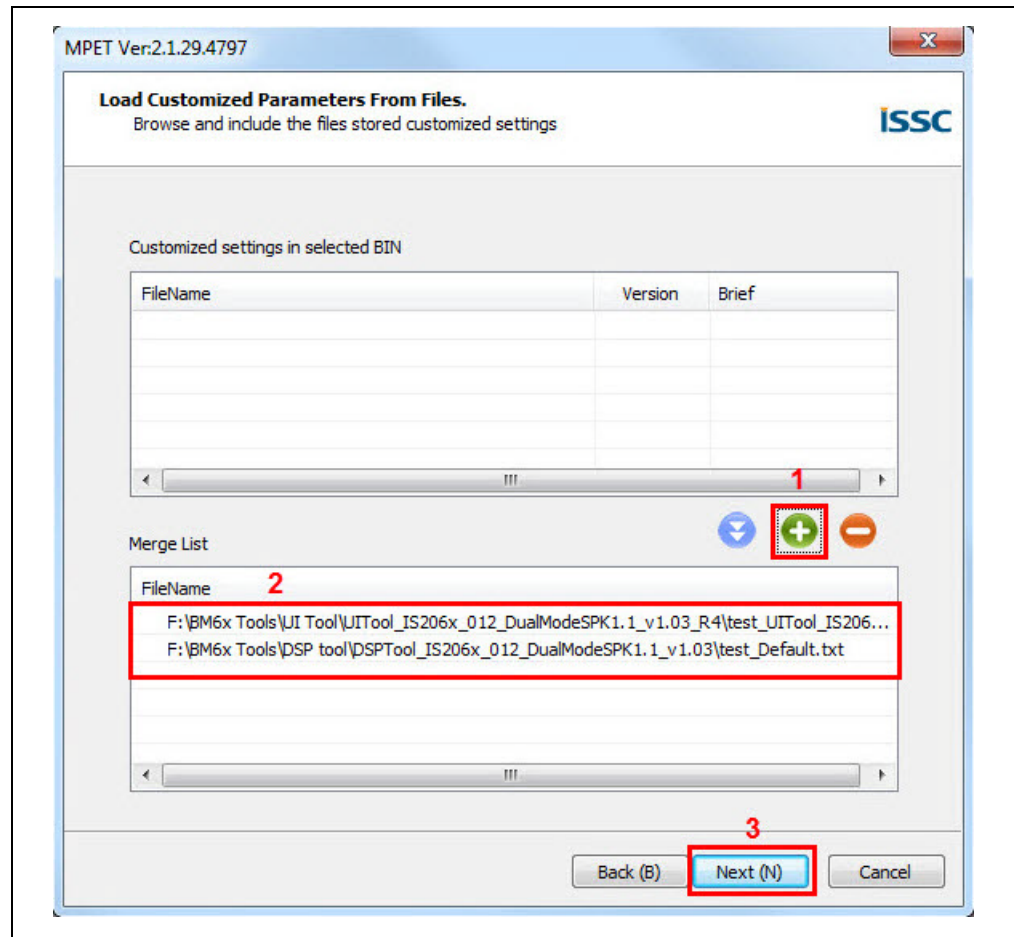 MPET Ver:2.1.29.4797
Load Customized Parameters From Files.
Browse and include the files stored customized settings
issc
Customized settings in selected BIN
FileName Version Brief
1
Merge List
FileName 2
F:\BM6x Tools\UI Tool\UITool_IS206x_012_DualModeSPK1.1_v1.03_R4\test_UITool_IS206...
F:\BM6x Tools\DSP tool\DSPTool_IS206x_012_DualModeSPK1.1_v1.03\test_Default.txt
3
Back (B) Next (N) Cancel